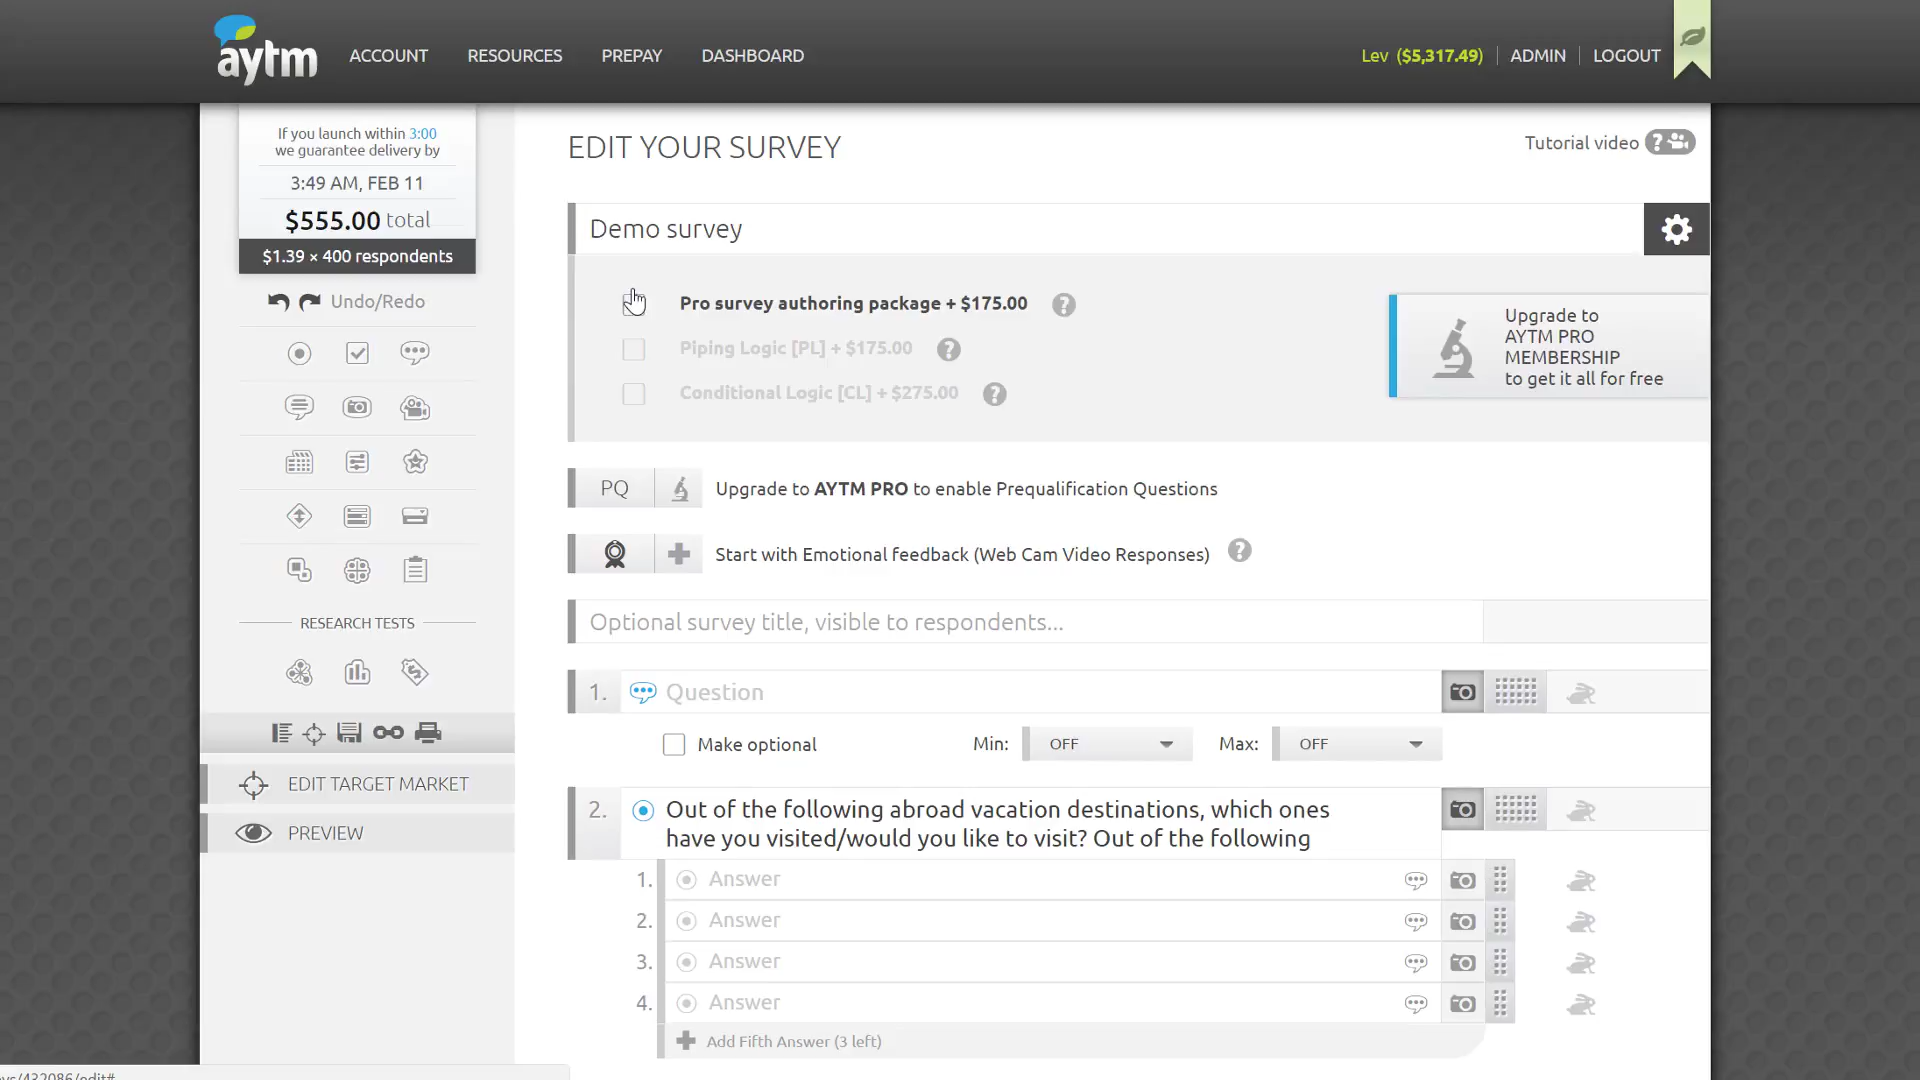 aytm
ACCOUNT
RESOURCES
PREPAY
DASHBOARD
Lev ($5,317.49)
ADMIN
LOGOUT
If you launch within 3:00
we guarantee delivery by
3:49 AM, FEB 11
$555.00 total
$1.39 × 400 respondents
Undo/Redo
RESEARCH TESTS
EDIT TARGET MARKET
PREVIEW
EDIT YOUR SURVEY
Tutorial video ?
Demo survey
Pro survey authoring package + $175.00 ?
Piping Logic [PL] + $175.00 ?
Conditional Logic [CL] + $275.00 ?
Upgrade to
AYTM PRO
MEMBERSHIP
to get it all for free
PQ
Upgrade to AYTM PRO to enable Prequalification Questions
Start with Emotional feedback (Web Cam Video Responses) ?
Optional survey title, visible to respondents...
1. Question
Make optional
Min: OFF
Max: OFF
2. Out of the following abroad vacation destinations, which ones
have you visited/would you like to visit? Out of the following
1. Answer
2. Answer
3. Answer
4. Answer
Add Fifth Answer (3 left)